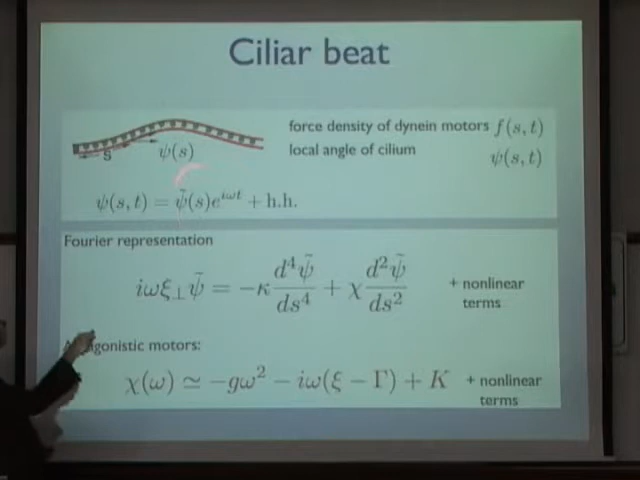 Ciliar beat
force density of dynein motors f(s,t)
local angle of cilium ψ(s,t)
s ψ(s)
ψ(s,t) = ψ̃(s)e^{iωt} + h.h.
Fourier representation
iωξ⊥ψ̃ = −κ d⁴ψ̃/ds⁴ + χ d²ψ̃/ds² + nonlinear terms
agonistic motors:
χ(ω) ≃ −gω² − iω(ξ − Γ) + K + nonlinear terms